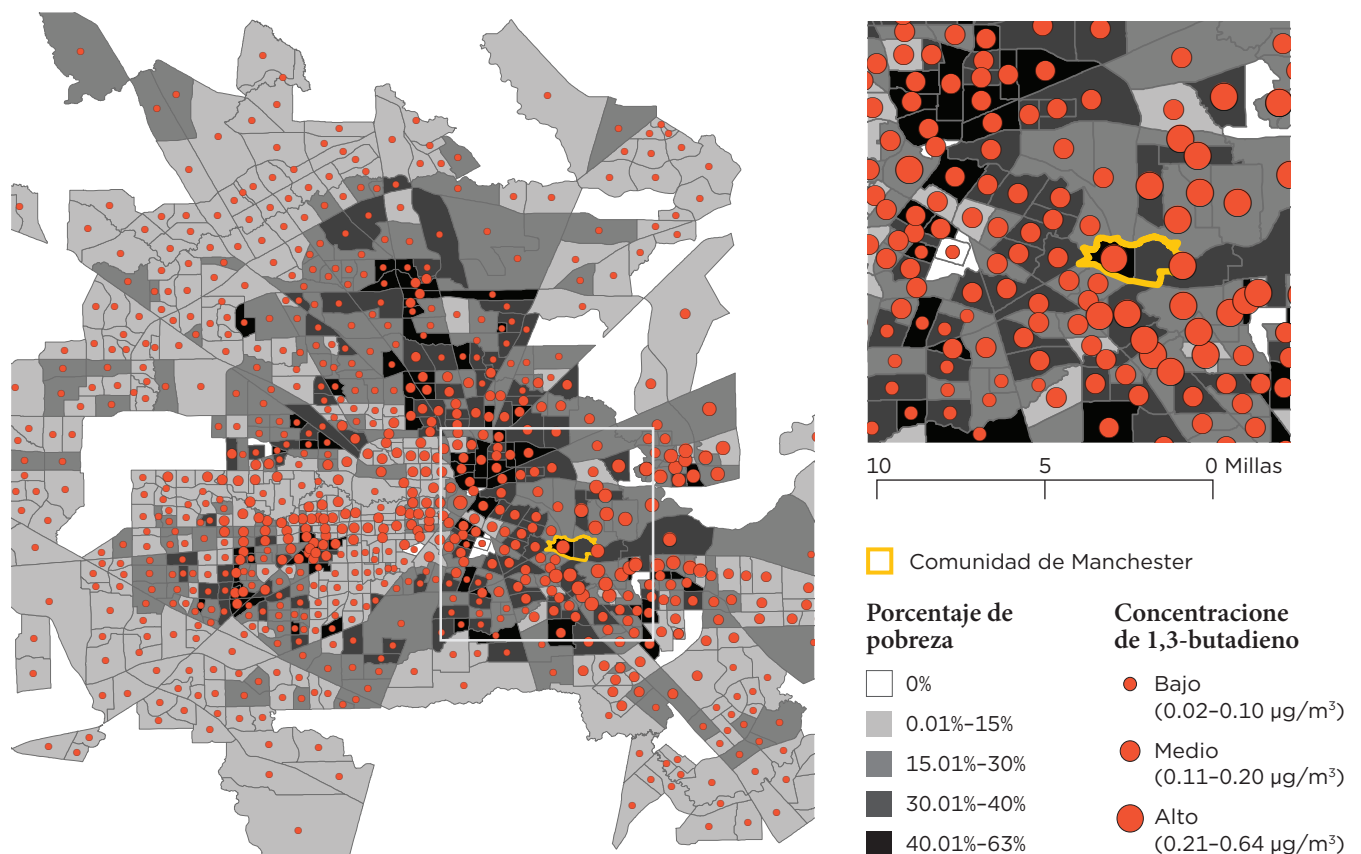 10
5
0 Millas
Comunidad de Manchester
Porcentaje de
pobreza
0%
0.01%–15%
15.01%–30%
30.01%–40%
40.01%–63%
Concentracione
de 1,3-butadieno
Bajo
(0.02–0.10 µg/m³)
Medio
(0.11–0.20 µg/m³)
Alto
(0.21–0.64 µg/m³)